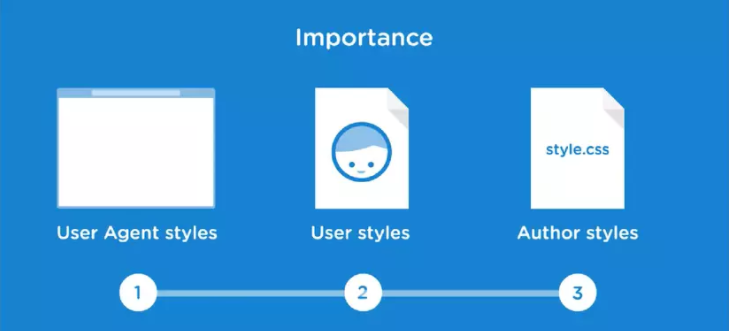 Importance
User Agent styles
User styles
style.css
Author styles
1
2
3